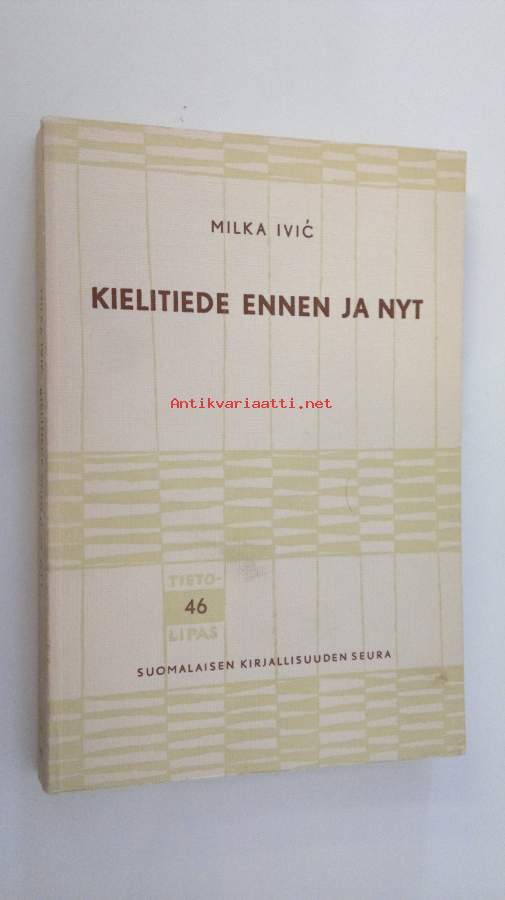 MILKA IVIĆ
KIELITIEDE ENNEN JA NYT
Antikvariaatti.net
TIETO-
46
LIPAS
SUOMALAISEN KIRJALLISUUDEN SEURA